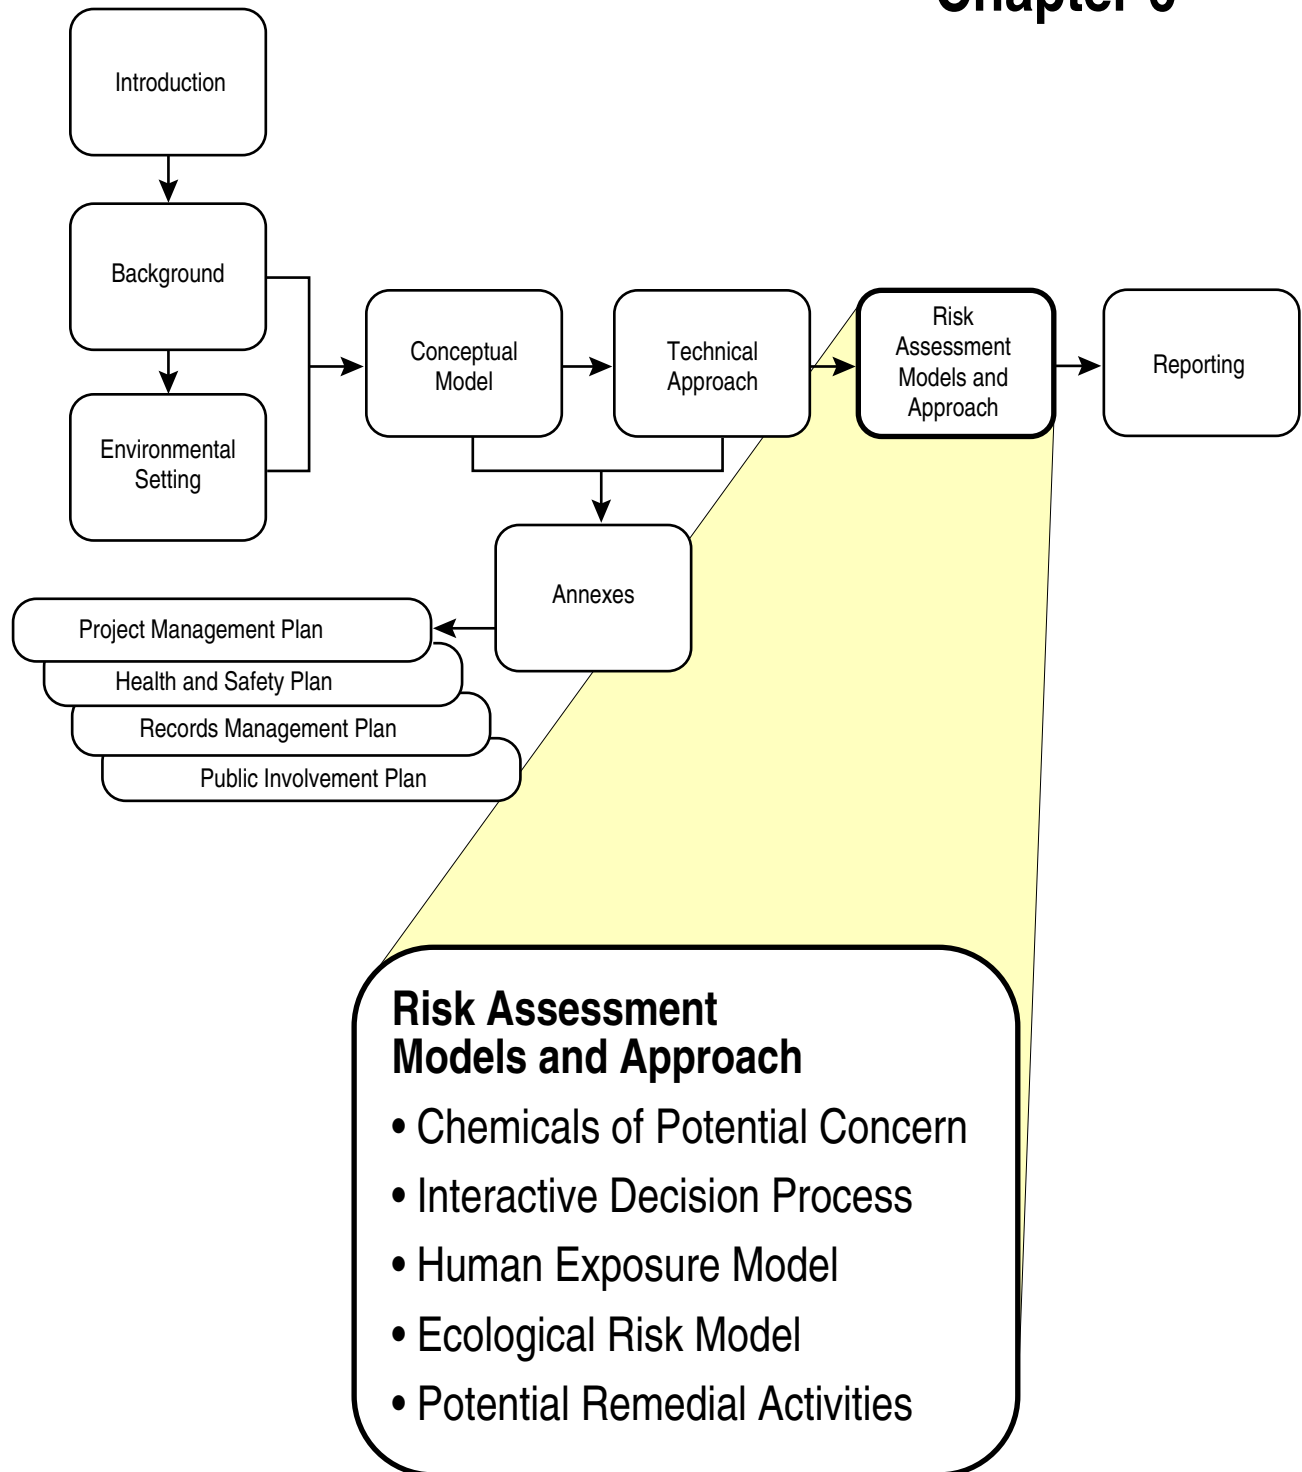 Chapter 6
Introduction
Background
Environmental
Setting
Conceptual
Model
Technical
Approach
Risk
Assessment
Models and
Approach
Reporting
Annexes
Project Management Plan
Health and Safety Plan
Records Management Plan
Public Involvement Plan
Risk Assessment
Models and Approach
• Chemicals of Potential Concern
• Interactive Decision Process
• Human Exposure Model
• Ecological Risk Model
• Potential Remedial Activities